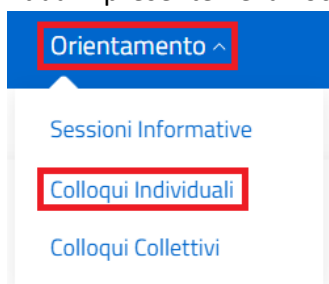 Orientamento
Sessioni Informative
Colloqui Individuali
Colloqui Collettivi